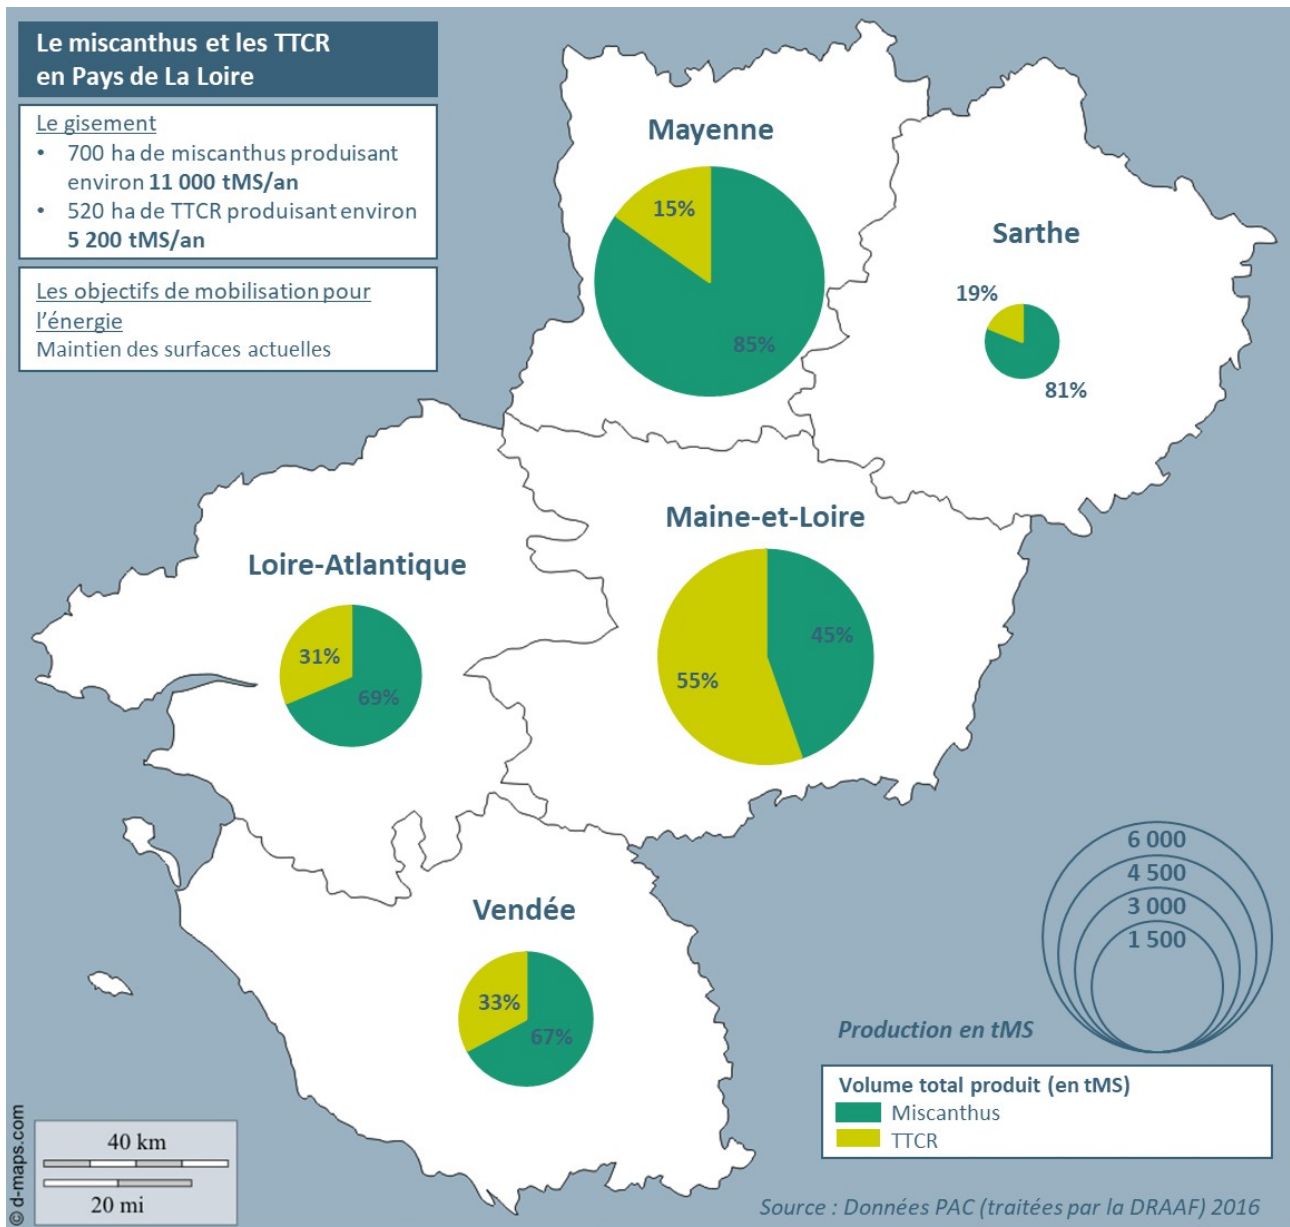 Le miscanthus et les TTCR
en Pays de La Loire
Le gisement
• 700 ha de miscanthus produisant
environ 11 000 tMS/an
• 520 ha de TTCR produisant environ
5 200 tMS/an
Les objectifs de mobilisation pour
l'énergie
Maintien des surfaces actuelles
Mayenne
15%
85%
Sarthe
19%
81%
Maine-et-Loire
45%
55%
Loire-Atlantique
31%
69%
Vendée
33%
67%
6 000
4 500
3 000
1 500
Production en tMS
Volume total produit (en tMS)
Miscanthus
TTCR
40 km
20 mi
© d-maps.com
Source : Données PAC (traitées par la DRAAF) 2016